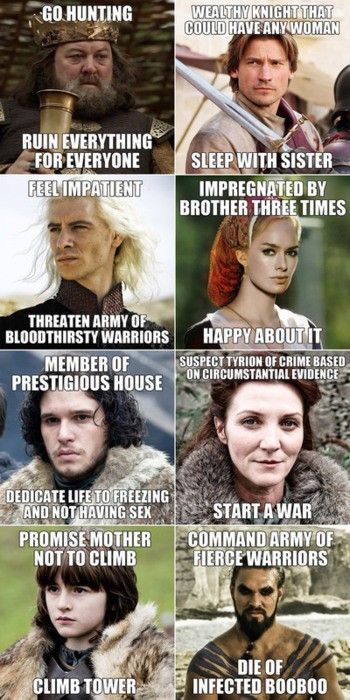 GO HUNTING
RUIN EVERYTHING
FOR EVERYONE
WEALTHY KNIGHT THAT
COULD HAVE ANY WOMAN
SLEEP WITH SISTER
FEEL IMPATIENT
THREATEN ARMY OF
BLOODTHIRSTY WARRIORS
IMPREGNATED BY
BROTHER THREE TIMES
HAPPY ABOUT IT
MEMBER OF
PRESTIGIOUS HOUSE
DEDICATE LIFE TO FREEZING
AND NOT HAVING SEX
SUSPECT TYRION OF CRIME BASED
ON CIRCUMSTANTIAL EVIDENCE
START A WAR
PROMISE MOTHER
NOT TO CLIMB
CLIMB TOWER
COMMAND ARMY OF
FIERCE WARRIORS
DIE OF
INFECTED BOOBOO